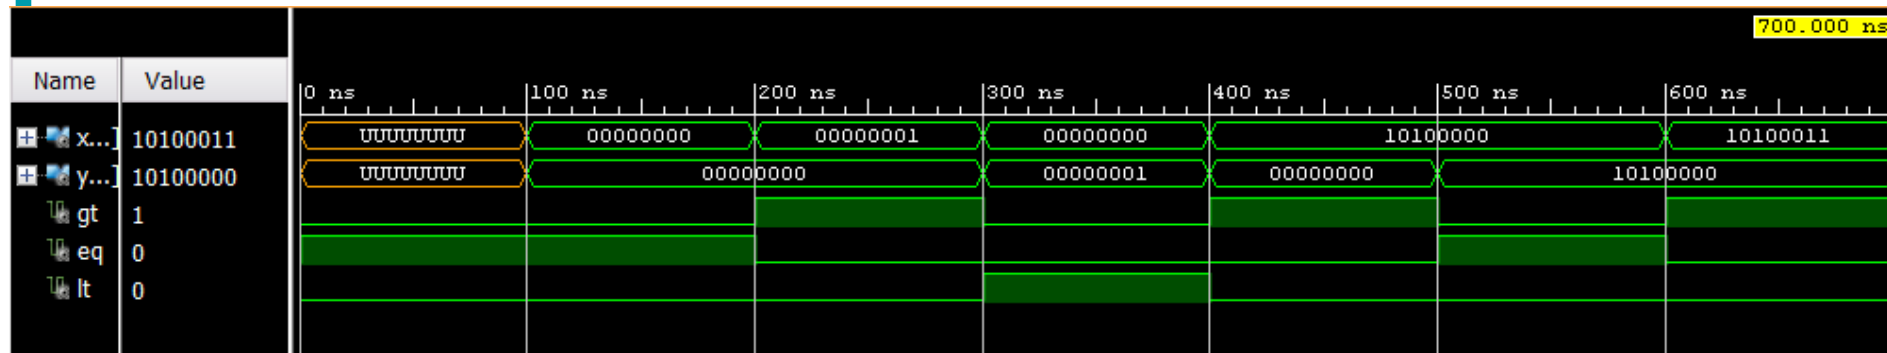 700.000 ns
Name Value
0 ns 100 ns 200 ns 300 ns 400 ns 500 ns 600 ns
x...] 10100011 UUUUUUUU 00000000 00000001 00000000 10100000 10100011
y...] 10100000 UUUUUUUU 00000000 00000001 00000000 10100000
gt 1
eq 0
lt 0